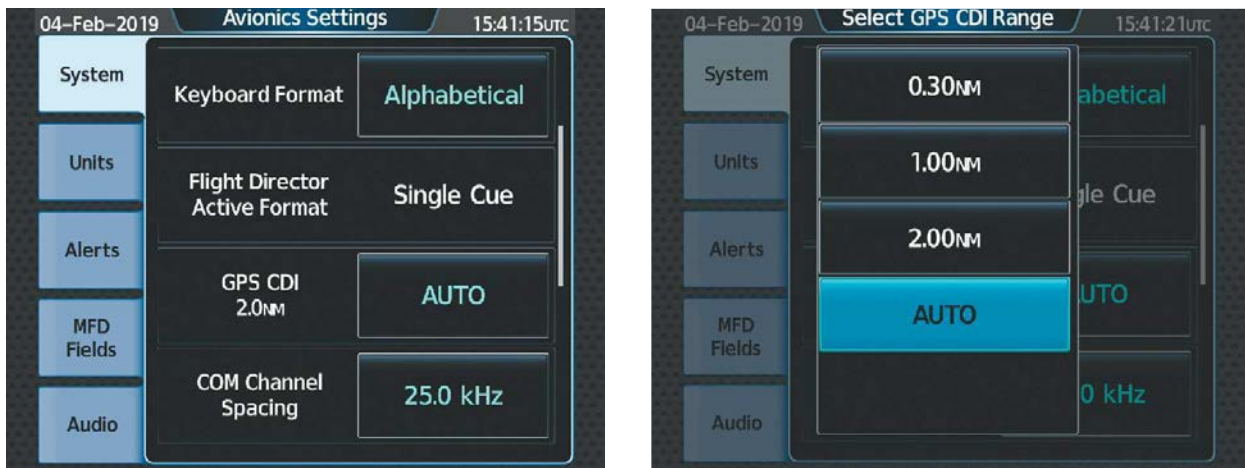 04–Feb–2019 Avionics Settings 15:41:15UTC
System
Keyboard Format Alphabetical
Units
Flight Director
Active Format
Single Cue
Alerts
GPS CDI
2.0NM
AUTO
MFD
Fields
COM Channel
Spacing
25.0 kHz
Audio
04–Feb–2019 Select GPS CDI Range 15:41:21UTC
System
0.30NM
abetical
Units
1.00NM
gle Cue
Alerts
2.00NM
AUTO
UTO
MFD
Fields
0 kHz
Audio